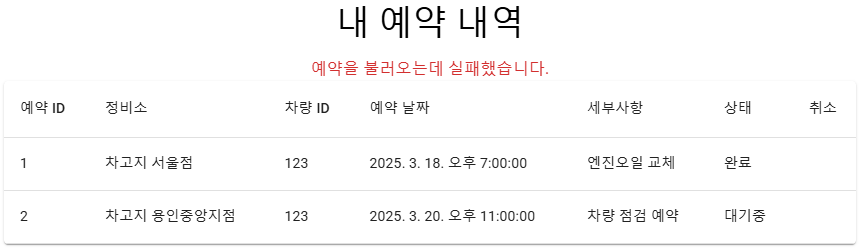 내 예약 내역
예약을 불러오는데 실패했습니다.
예약 ID 정비소 차량 ID 예약 날짜 세부사항 상태 취소
1 차고지 서울점 123 2025. 3. 18. 오후 7:00:00 엔진오일 교체 완료
2 차고지 용인중앙지점 123 2025. 3. 20. 오후 11:00:00 차량 점검 예약 대기중